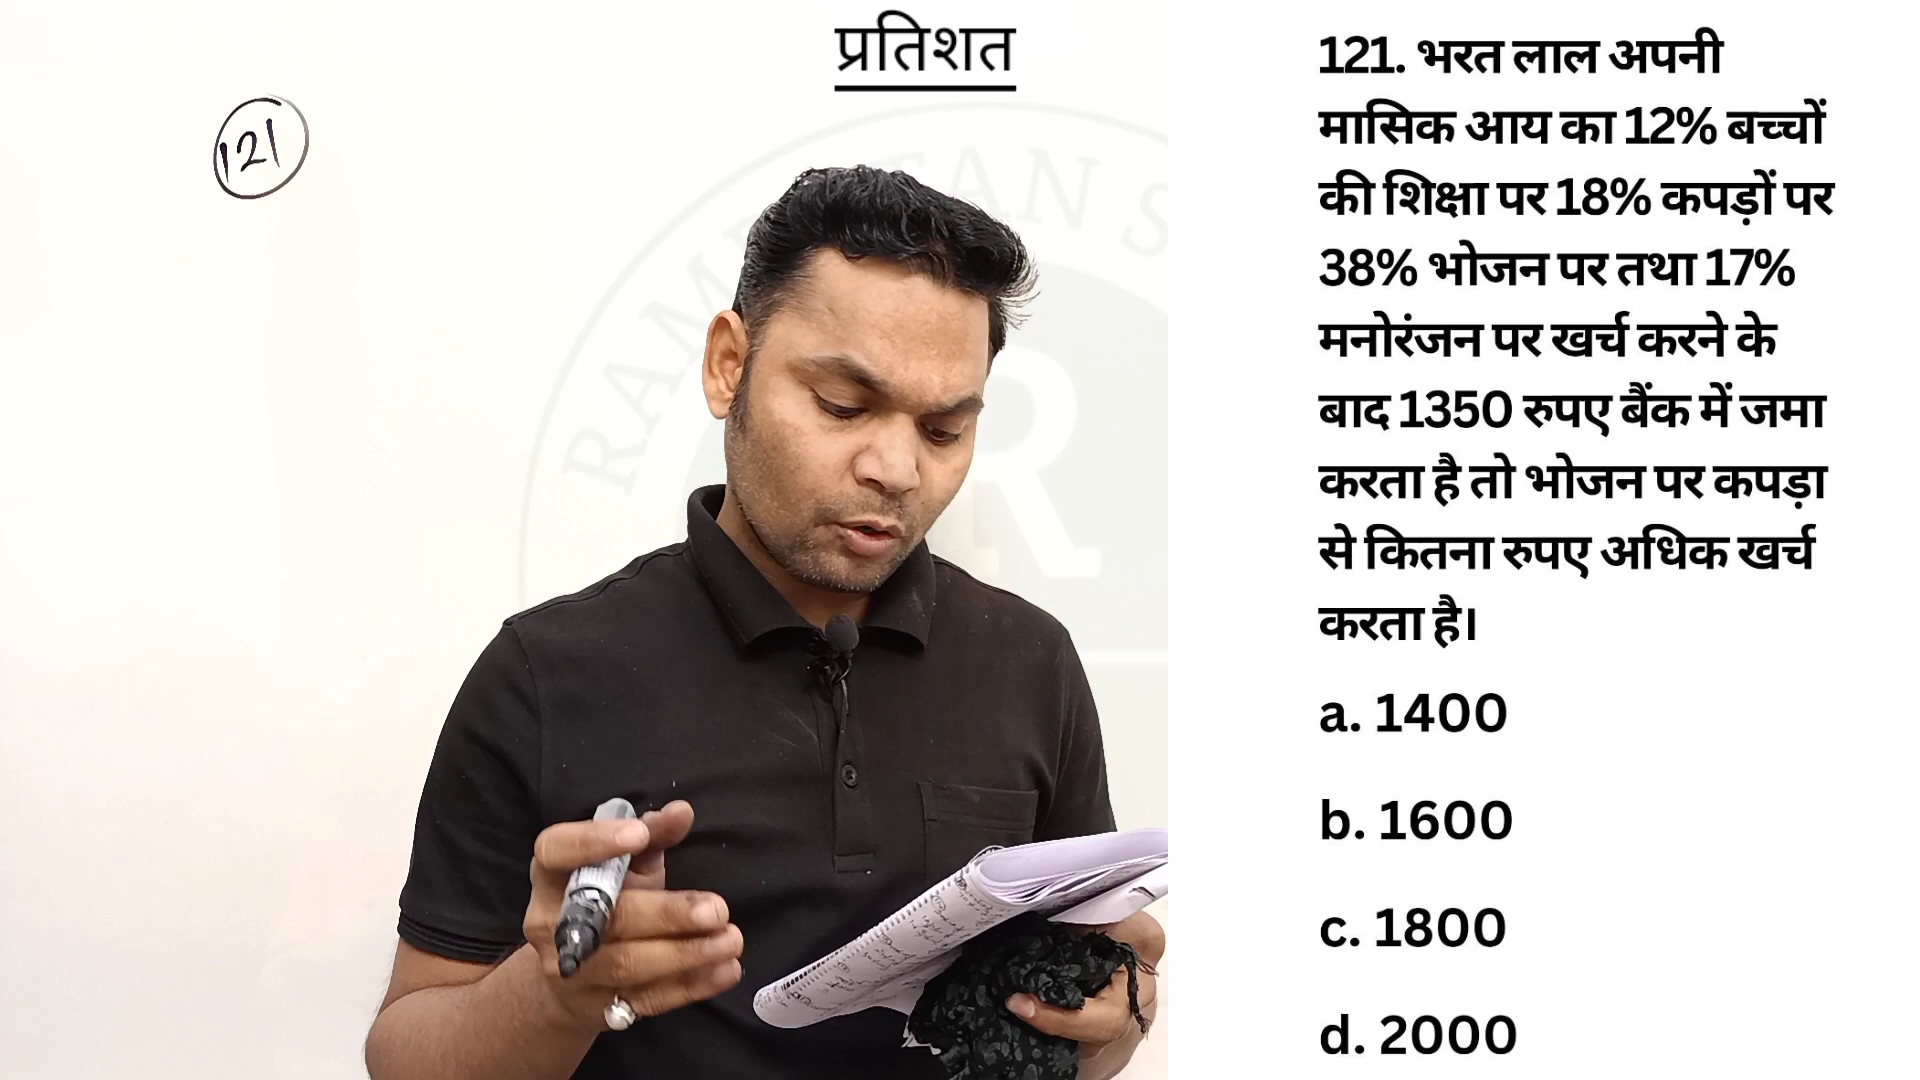 प्रतिशत
121
RAM
TAN S
R
121. भरत लाल अपनी
मासिक आय का 12% बच्चों
की शिक्षा पर 18% कपड़ों पर
38% भोजन पर तथा 17%
मनोरंजन पर खर्च करने के
बाद 1350 रुपए बैंक में जमा
करता है तो भोजन पर कपड़ा
से कितना रुपए अधिक खर्च
करता है।
a. 1400
b. 1600
c. 1800
d. 2000